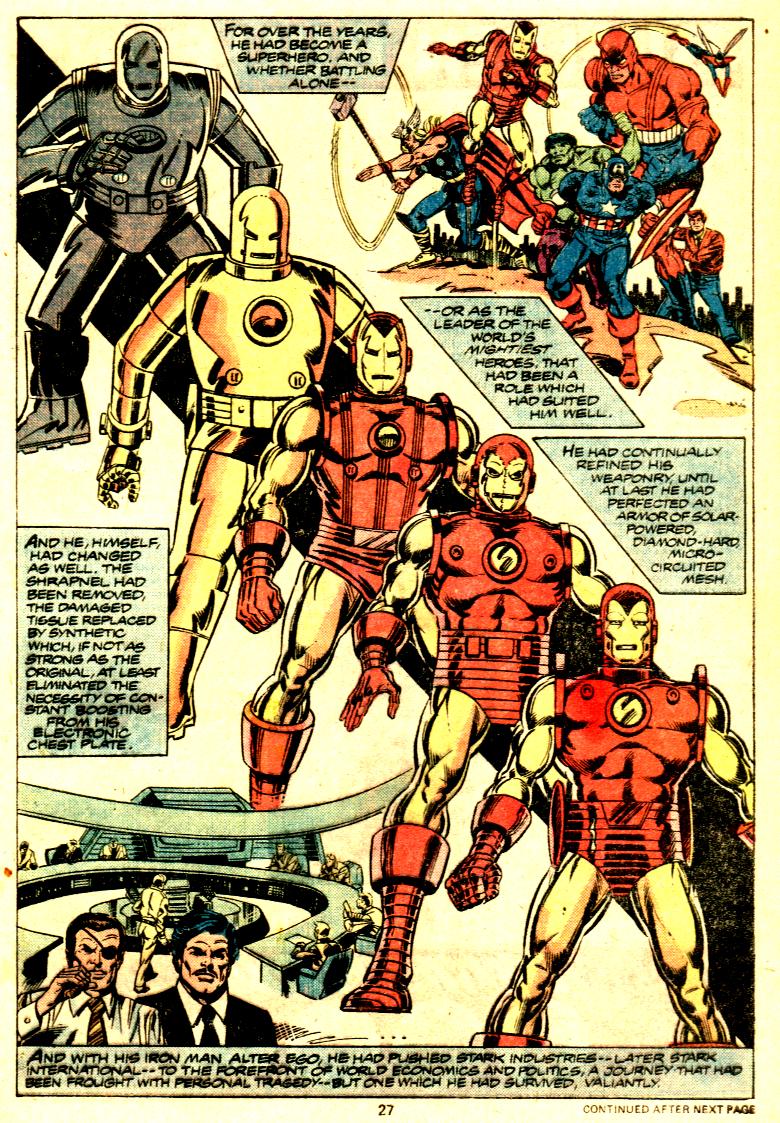 FOR OVER THE YEARS,
HE HAD BECOME A
SUPERHERO, AND
WHETHER BATTLING
ALONE--
--OR AS THE
LEADER OF THE
WORLD'S
MIGHTIEST
HEROES, THAT
HAD BEEN A
ROLE WHICH
HAD SUITED
HIM WELL.
HE HAD CONTINUALLY
REFINED HIS
WEAPONRY, UNTIL
AT LAST HE HAD
PERFECTED AN
ARMOR OF SOLAR-
POWERED,
DIAMOND-HARD
MICRO-
CIRCUITED
MESH.
AND HE, HIMSELF,
HAD CHANGED
AS WELL. THE
SHRAPNEL HAD
BEEN REMOVED,
THE DAMAGED
TISSUE REPLACED
BY SYNTHETIC
WHICH, IF NOT AS
STRONG AS THE
ORIGINAL, AT LEAST
ELIMINATED THE
NECESSITY OF CON-
STANT BOOSTING
FROM HIS
ELECTRONIC
CHEST PLATE.
AND WITH HIS IRON MAN ALTER EGO, HE HAD PUSHED STARK INDUSTRIES--LATER STARK
INTERNATIONAL--TO THE FOREFRONT OF WORLD ECONOMICS AND POLITICS, A JOURNEY THAT HAD
BEEN FROUGHT WITH PERSONAL TRAGEDY--BUT ONE WHICH HE HAD SURVIVED, VALIANTLY.
27
CONTINUED AFTER NEXT PAGE